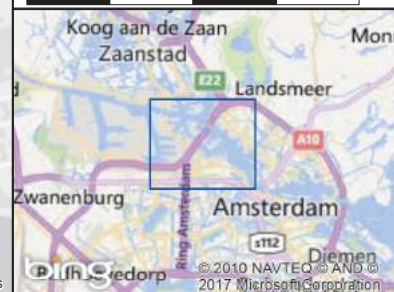 Koog aan de Zaan
Zaanstad
Mon
E22
Landsmeer
A10
Zwanenburg
Ring Amsterdam
Amsterdam
s112
Diemen
P
bing
© 2010 NAVTEQ © AND ©
2017 Microsoft Corporation
s